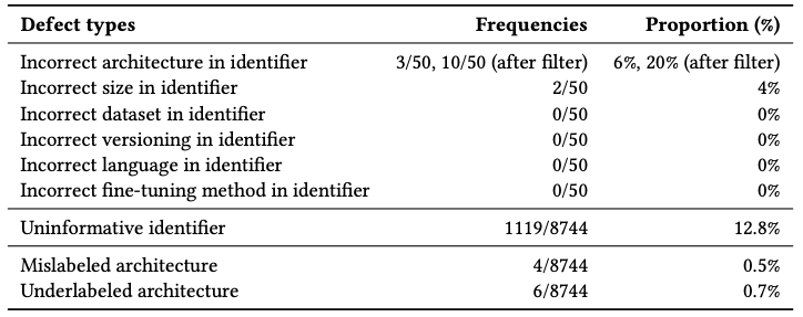 Defect types Frequencies Proportion (%)
Incorrect architecture in identifier 3/50, 10/50 (after filter) 6%, 20% (after filter)
Incorrect size in identifier 2/50 4%
Incorrect dataset in identifier 0/50 0%
Incorrect versioning in identifier 0/50 0%
Incorrect language in identifier 0/50 0%
Incorrect fine-tuning method in identifier 0/50 0%
Uninformative identifier 1119/8744 12.8%
Mislabeled architecture 4/8744 0.5%
Underlabeled architecture 6/8744 0.7%